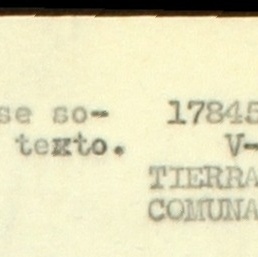 se so-
texto.
17845
V-
TIERRA
COMUNA